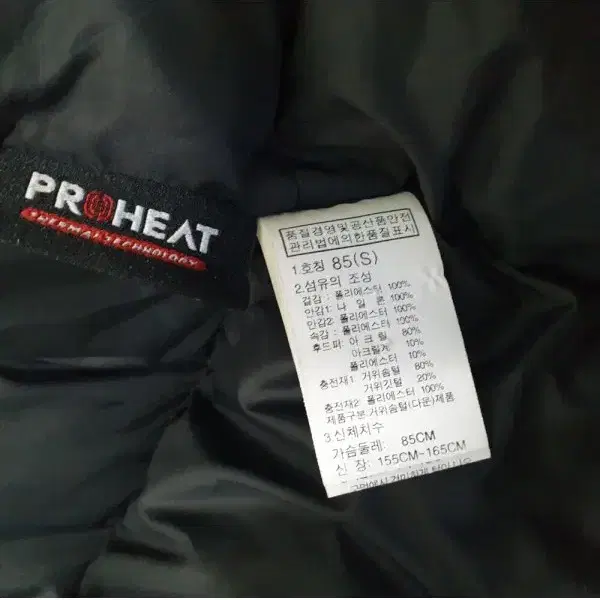 PROHEAT
THERMAL TECHNOLOGY
품질경영및공산품안전
관리법에의한품질표시
1.호칭 85(S)
2.섬유의 조성
겉감 : 폴리에스터 100%
안감1: 나 일 론 100%
안감2: 폴리에스터 100%
속감 : 폴리에스터 100%
후드퍼: 아 크 릴 80%
아크릴계 10%
폴리에스터 10%
충전재1: 거위솜털 80%
거위깃털 20%
충전재2: 폴리에스터 100%
제품구분:거위솜털(다운)제품
3.신체치수
가슴둘레: 85CM
신 장: 155CM~165CM